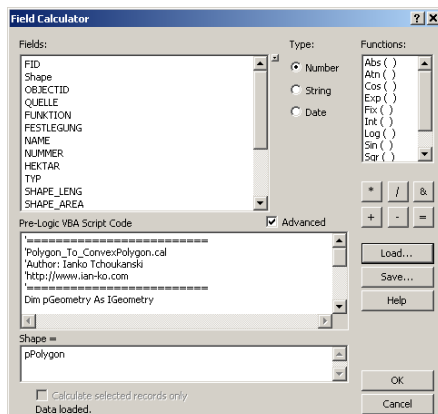 Field Calculator
Fields:
FID
Shape
OBJECTID
QUELLE
FUNKTION
FESTLEGUNG
NAME
NUMMER
HEKTAR
TYP
SHAPE_LENG
SHAPE_AREA
Type:
Number
String
Date
Functions:
Abs ( )
Atn ( )
Cos ( )
Exp ( )
Fix ( )
Int ( )
Log ( )
Sin ( )
Sqr ( )
* / &
+ - =
Pre-Logic VBA Script Code
Advanced
'==========================
'Polygon_To_ConvexPolygon.cal
'Author: Ianko Tchoukanski
'http://www.ian-ko.com
'==========================
Dim pGeometry As IGeometry
Load...
Save...
Help
Shape =
pPolygon
Calculate selected records only
Data loaded.
OK
Cancel